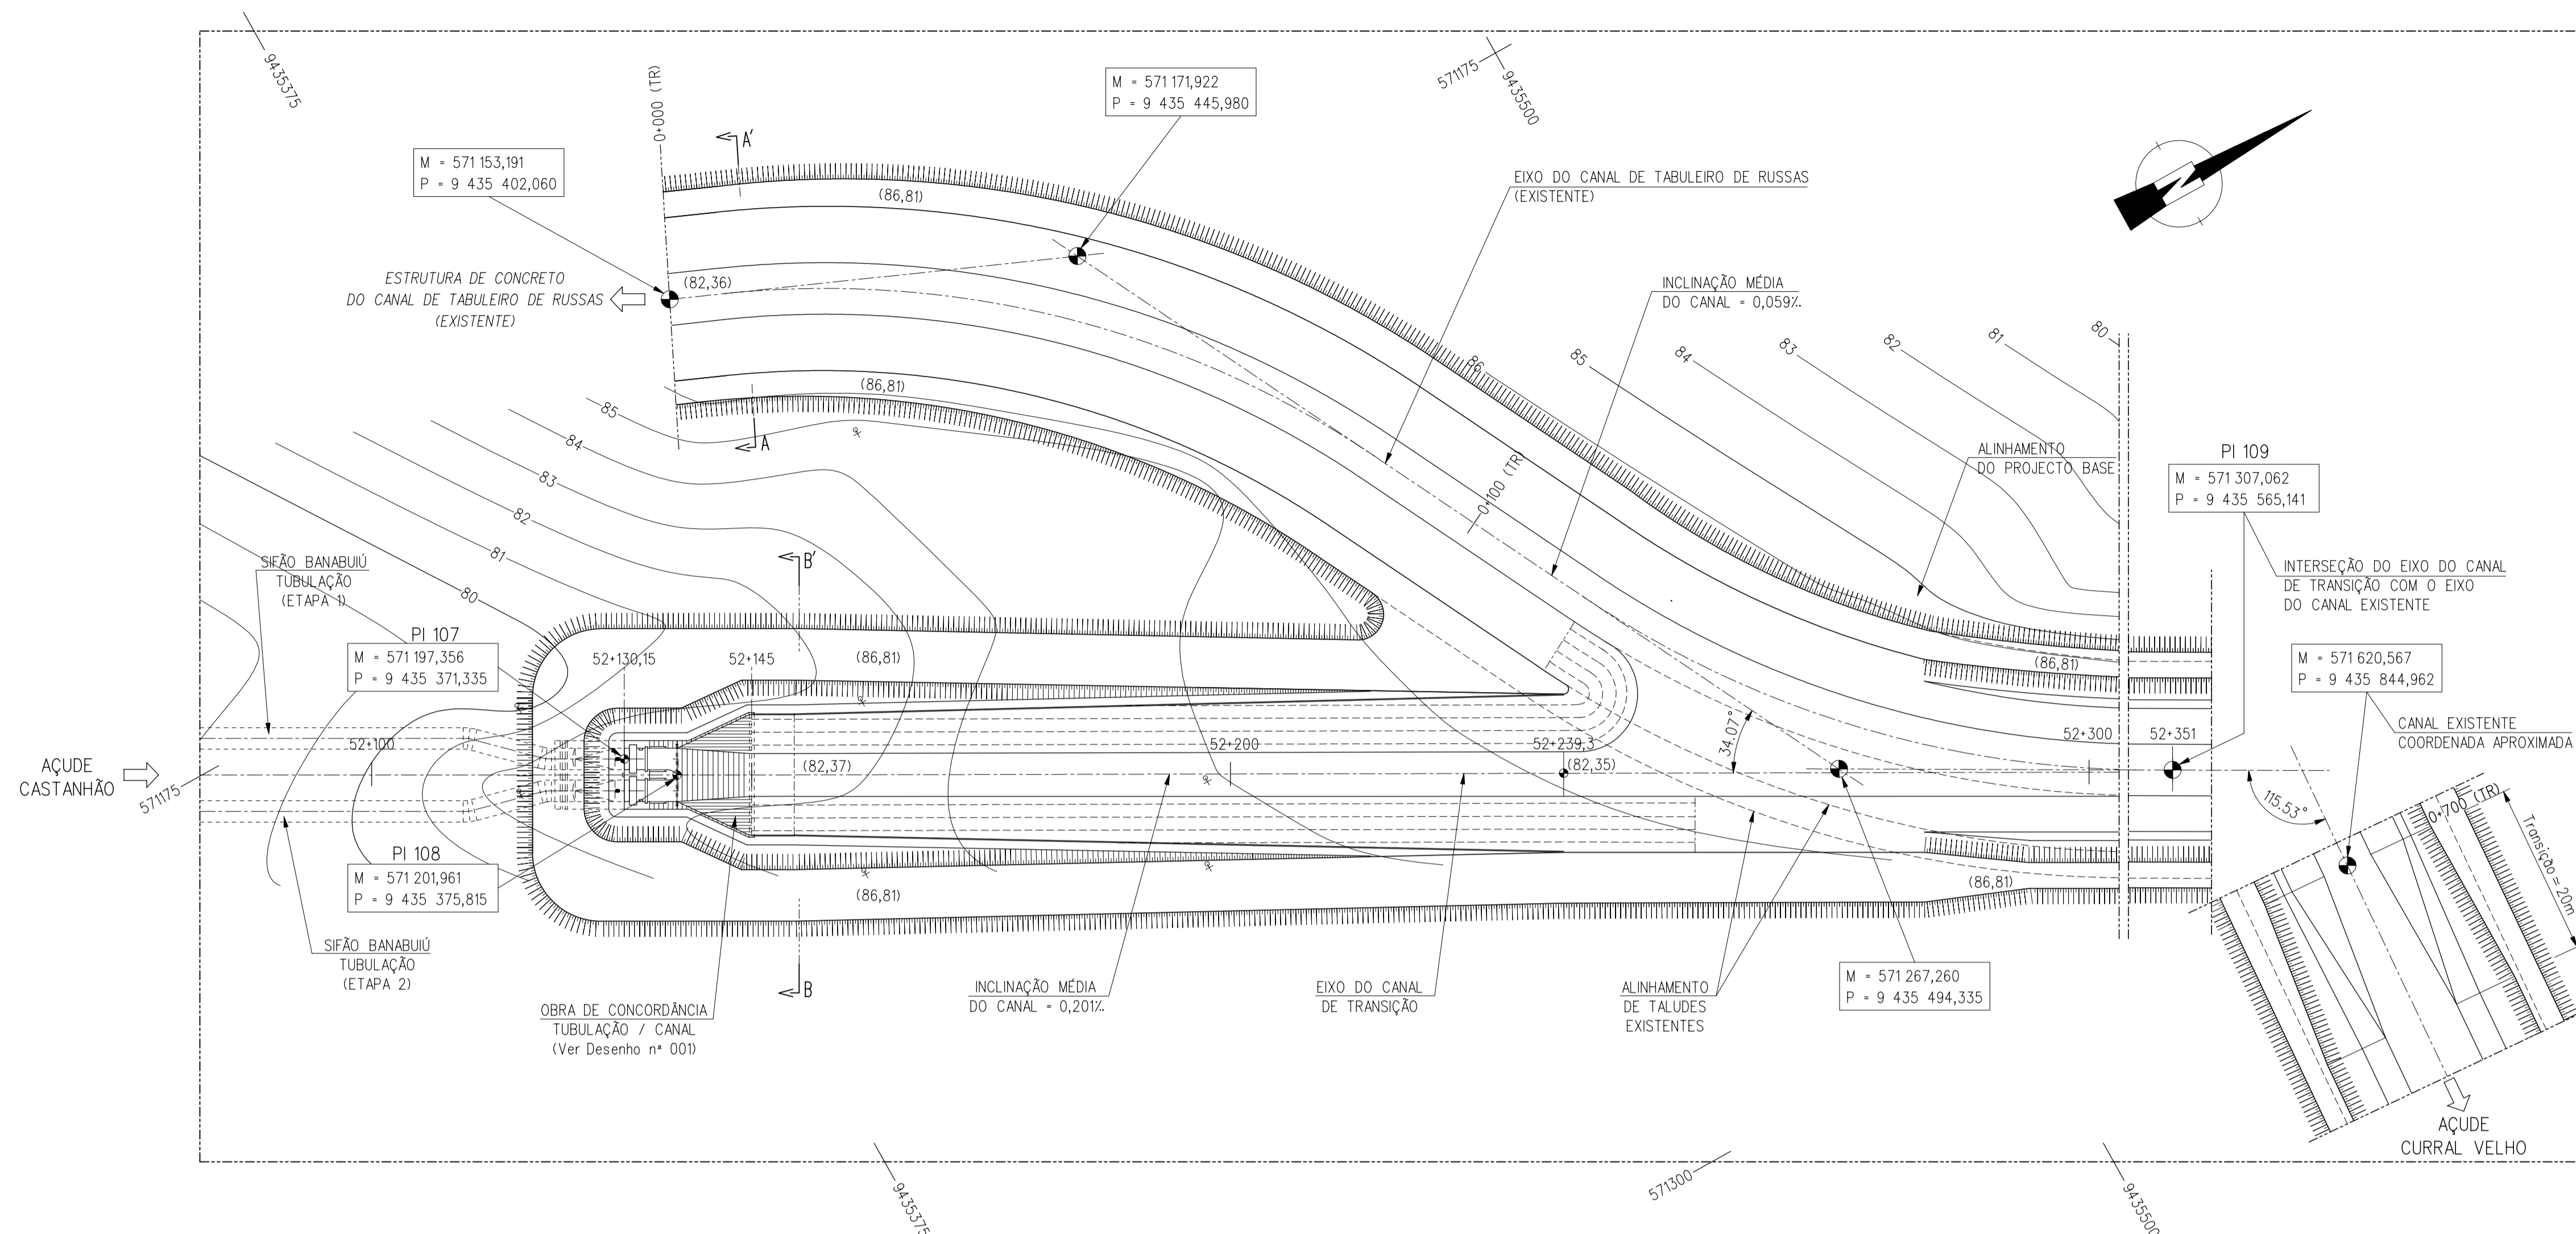 9435375
0+000 (TR)
A'
M = 571 171,922
P = 9 435 445,980
571175
9435500
M = 571 153,191
P = 9 435 402,060
EIXO DO CANAL DE TABULEIRO DE RUSSAS
(EXISTENTE)
(86,81)
ESTRUTURA DE CONCRETO
DO CANAL DE TABULEIRO DE RUSSAS
(EXISTENTE)
(82,36)
INCLINAÇÃO MÉDIA
DO CANAL = 0,059‰
86
85
84
83
82
81
80
(86,81)
A
85
84
83
82
81
80
0+100 (TR)
ALINHAMENTO
DO PROJECTO BASE
PI 109
M = 571 307,062
P = 9 435 565,141
INTERSEÇÃO DO EIXO DO CANAL
DE TRANSIÇÃO COM O EIXO
DO CANAL EXISTENTE
SIFÃO BANABUIÚ
TUBULAÇÃO
(ETAPA 1)
B'
PI 107
M = 571 197,356
P = 9 435 371,335
52+130,15
52+145
(86,81)
(86,81)
M = 571 620,567
P = 9 435 844,962
CANAL EXISTENTE
COORDENADA APROXIMADA
52+100
52+200
52+239,3
34.07°
52+300
52+351
AÇUDE
CASTANHÃO
571175
(82,37)
(82,35)
115.53°
0+700 (TR)
Transição = 20m
PI 108
M = 571 201,961
P = 9 435 375,815
(86,81)
(86,81)
SIFÃO BANABUIÚ
TUBULAÇÃO
(ETAPA 2)
B
OBRA DE CONCORDÂNCIA
TUBULAÇÃO / CANAL
(Ver Desenho nª 001)
INCLINAÇÃO MÉDIA
DO CANAL = 0,201‰
EIXO DO CANAL
DE TRANSIÇÃO
ALINHAMENTO
DE TALUDES
EXISTENTES
M = 571 267,260
P = 9 435 494,335
AÇUDE
CURRAL VELHO
9435375
571300
9435500